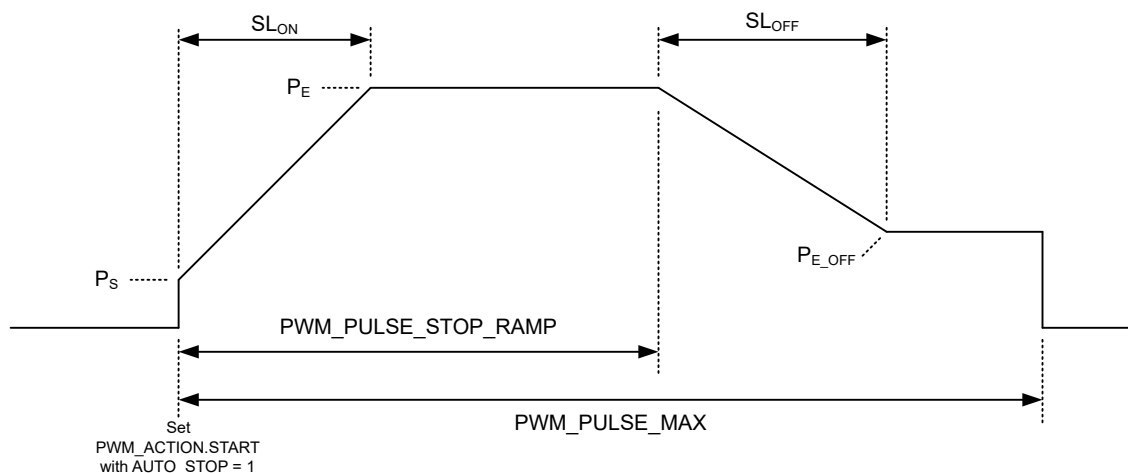 SLON
SLOFF
PE
PS
PE_OFF
PWM_PULSE_STOP_RAMP
PWM_PULSE_MAX
Set
PWM_ACTION.START
with AUTO_STOP = 1